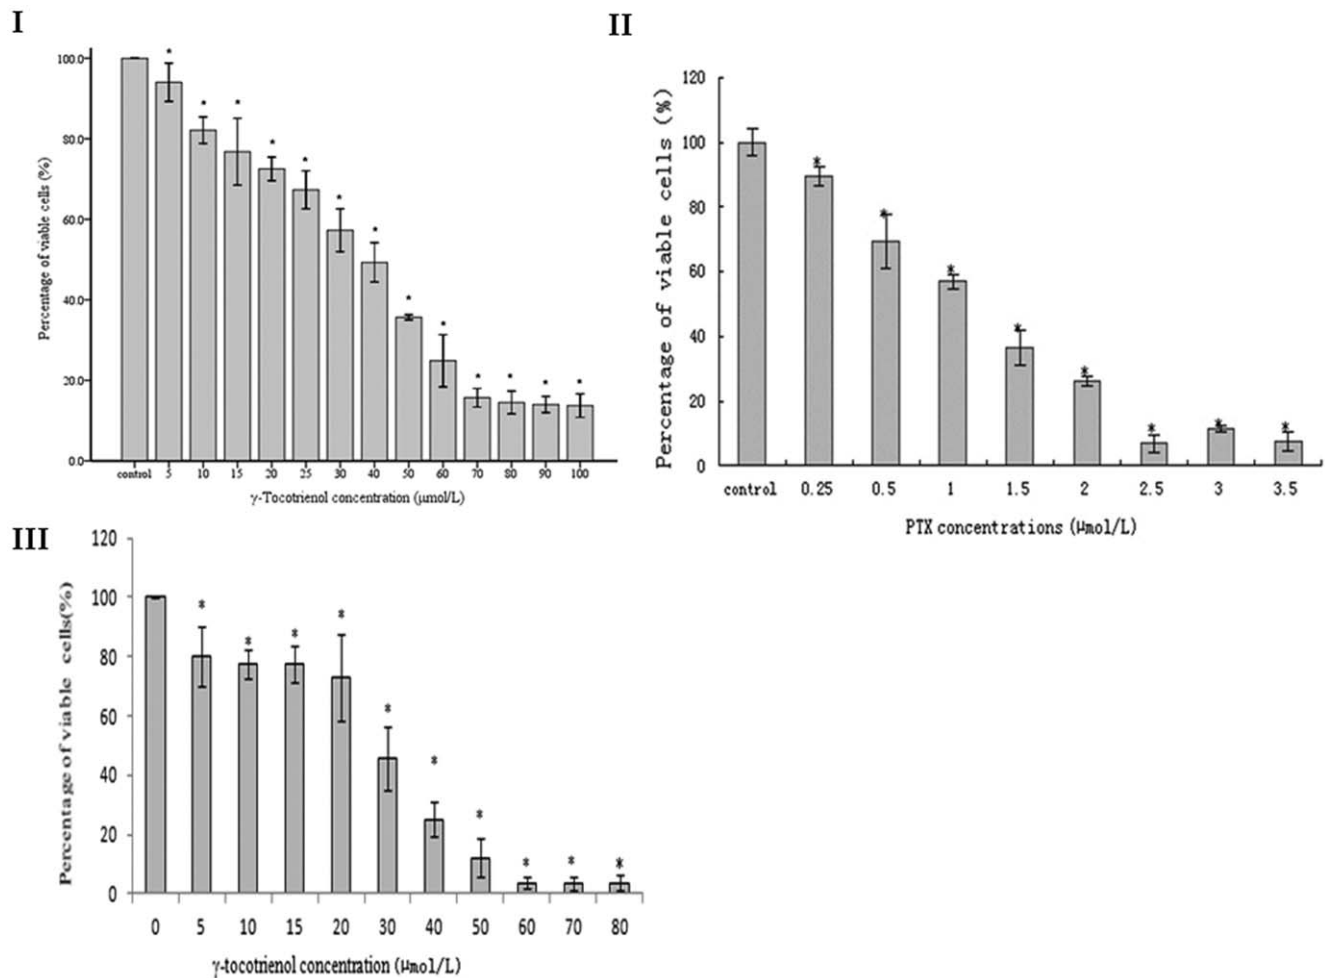 I
100.0
80.0
60.0
40.0
20.0
0.0
Percentage of viable cells (%)
* * * * * * * * * * * * * *
control 5 10 15 20 25 30 40 50 60 70 80 90 100
γ-Tocotrienol concentration (μmol/L)
II
120
100
80
60
40
20
0
Percentage of viable cells (%)
* * * * * * * *
control 0.25 0.5 1 1.5 2 2.5 3 3.5
PTX concentrations (μmol/L)
III
120
100
80
60
40
20
0
Percentage of viable cells(%)
* * * * * * * * * *
0 5 10 15 20 30 40 50 60 70 80
γ-tocotrienol concentration (μmol/L)